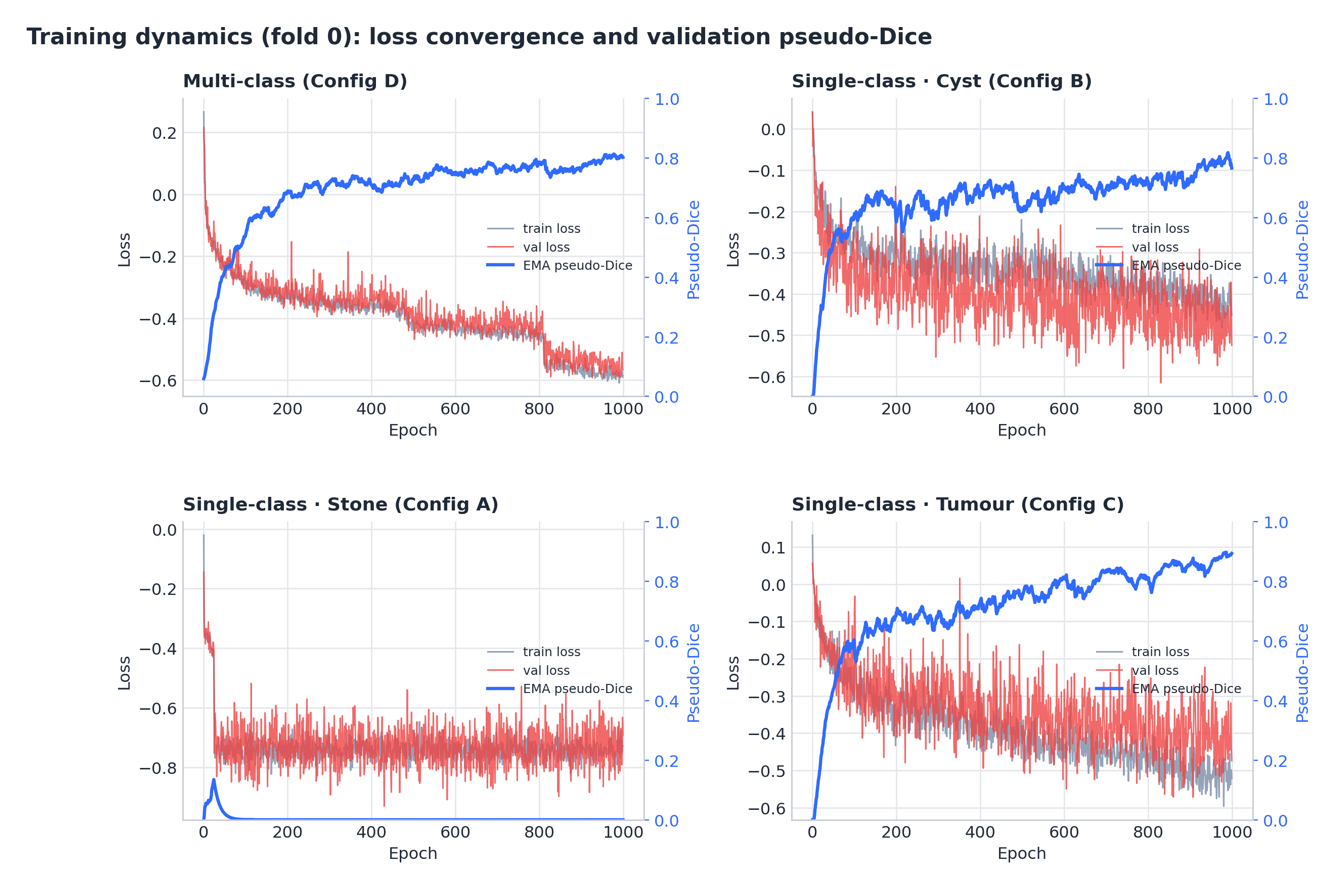 Training dynamics (fold 0): loss convergence and validation pseudo-Dice
Multi-class (Config D)
0.2
0.0
−0.2
−0.4
−0.6
Loss
0
200
400
600
800
1000
Epoch
1.0
0.8
0.6
0.4
0.2
0.0
Pseudo-Dice
train loss
val loss
EMA pseudo-Dice
Single-class · Cyst (Config B)
0.0
−0.1
−0.2
−0.3
−0.4
−0.5
−0.6
Loss
0
200
400
600
800
1000
Epoch
1.0
0.8
0.6
0.4
0.2
0.0
Pseudo-Dice
train loss
val loss
EMA pseudo-Dice
Single-class · Stone (Config A)
0.0
−0.2
−0.4
−0.6
−0.8
Loss
0
200
400
600
800
1000
Epoch
1.0
0.8
0.6
0.4
0.2
0.0
Pseudo-Dice
train loss
val loss
EMA pseudo-Dice
Single-class · Tumour (Config C)
0.1
0.0
−0.1
−0.2
−0.3
−0.4
−0.5
−0.6
Loss
0
200
400
600
800
1000
Epoch
1.0
0.8
0.6
0.4
0.2
0.0
Pseudo-Dice
train loss
val loss
EMA pseudo-Dice